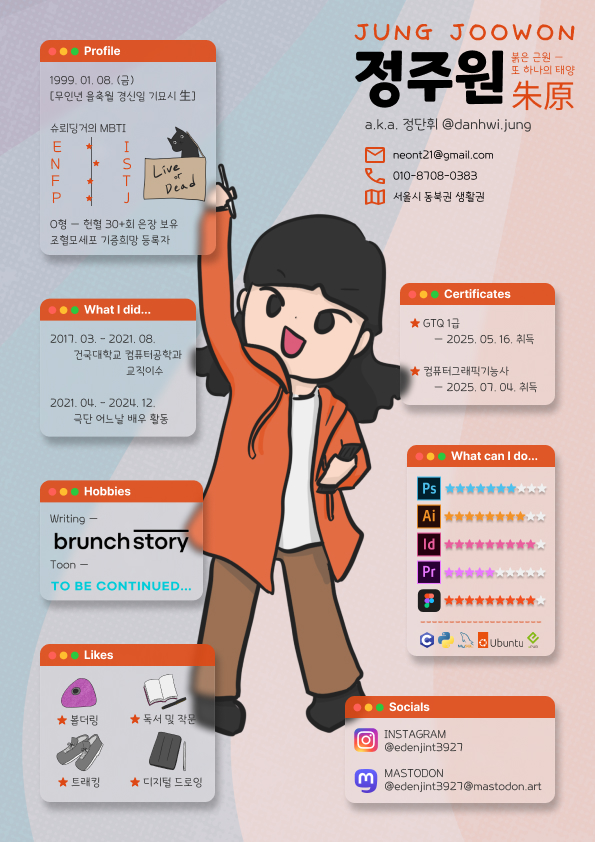 JUNG JOOWON
정주원
붉은 근원 —
또 하나의 태양
朱原
a.k.a. 정단휘 @danhwi.jung
neont21@gmail.com
010-8708-0383
서울시 동북권 생활권
Profile
1999. 01. 08. (금)
[무인년 을축월 경신일 기묘시 生]
슈뢰딩거의 MBTI
E I
N S
F T
P J
Live
or
Dead
O형 — 헌혈 30+회 은장 보유
조혈모세포 기증희망 등록자
What I did...
2017. 03. - 2021. 08.
건국대학교 컴퓨터공학과
교직이수
2021. 04. - 2024. 12.
극단 어느날 배우 활동
Hobbies
Writing —
brunch story
Toon —
TO BE CONTINUED...
Likes
★ 볼더링
★ 독서 및 작문
★ 트래킹
★ 디지털 드로잉
Certificates
★ GTQ 1급
— 2025. 05. 16. 취득
★ 컴퓨터그래픽기능사
— 2025. 07. 04. 취득
What can I do...
Ps
Ai
Id
Pr
C
Ubuntu
Socials
INSTAGRAM
@edenjint3927
MASTODON
@edenjint3927@mastodon.art